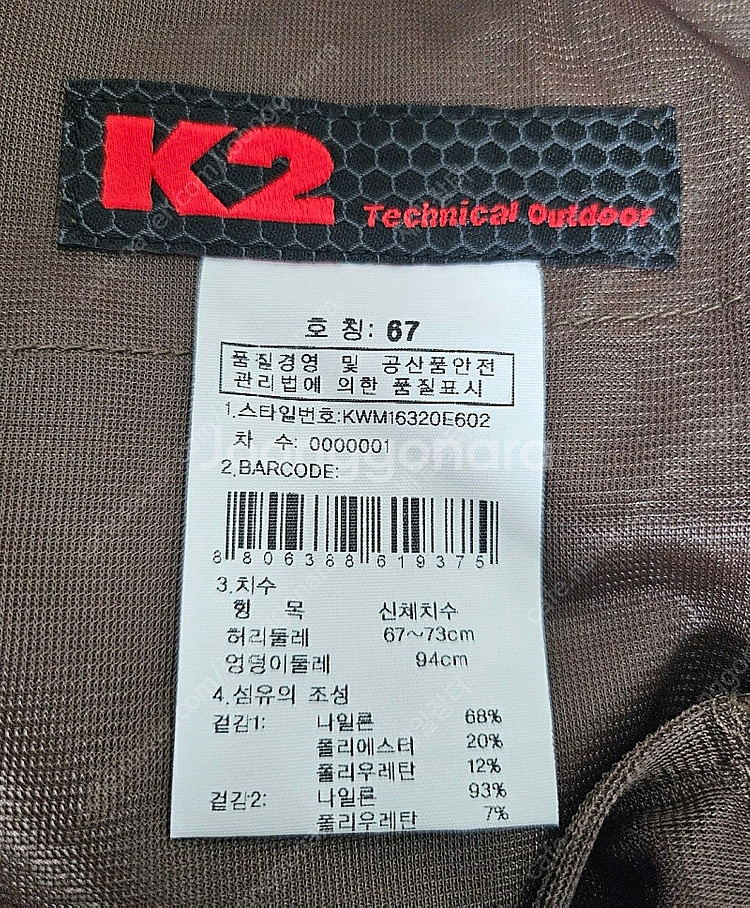 K2
Technical Outdoor
호 칭: 67
품질경영 및 공산품안전
관리법에 의한 품질표시
1.스타일번호:KWM16320E602
차 수: 0000001
2.BARCODE:
8 806388 619375
3.치수
항 목 신체치수
허리둘레 67~73cm
엉덩이둘레 94cm
4.섬유의 조성
겉감1: 나일론 68%
폴리에스터 20%
폴리우레탄 12%
겉감2: 나일론 93%
폴리우레탄 7%
Joonggonara